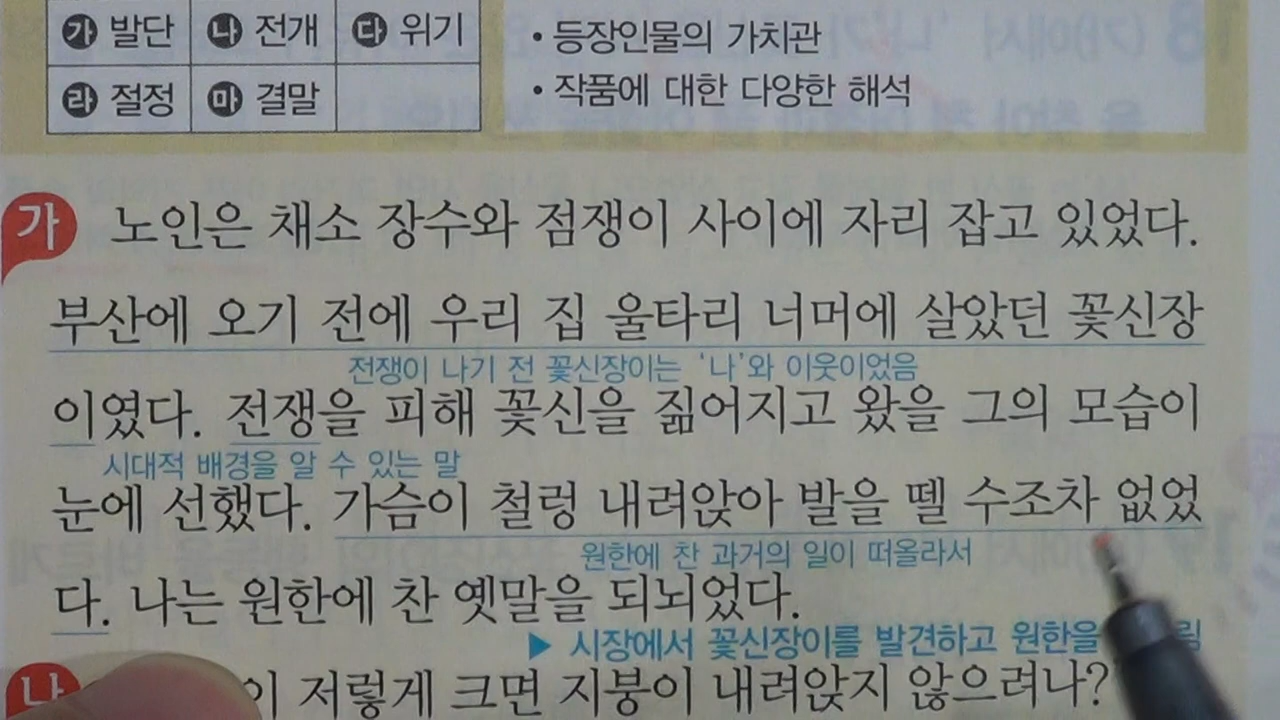 가 발단 나 전개 다 위기
라 절정 마 결말
• 등장인물의 가치관
• 작품에 대한 다양한 해석
가 노인은 채소 장수와 점쟁이 사이에 자리 잡고 있었다.
부산에 오기 전에 우리 집 울타리 너머에 살았던 꽃신장
전쟁이 나기 전 꽃신장이는 '나'와 이웃이었음
이였다. 전쟁을 피해 꽃신을 짊어지고 왔을 그의 모습이
시대적 배경을 알 수 있는 말
눈에 선했다. 가슴이 철렁 내려앉아 발을 뗄 수조차 없었
원한에 찬 과거의 일이 떠올라서
다. 나는 원한에 찬 옛말을 되뇌었다.
▶ 시장에서 꽃신장이를 발견하고 원한을
나 이 저렇게 크면 지붕이 내려앉지 않으려나?